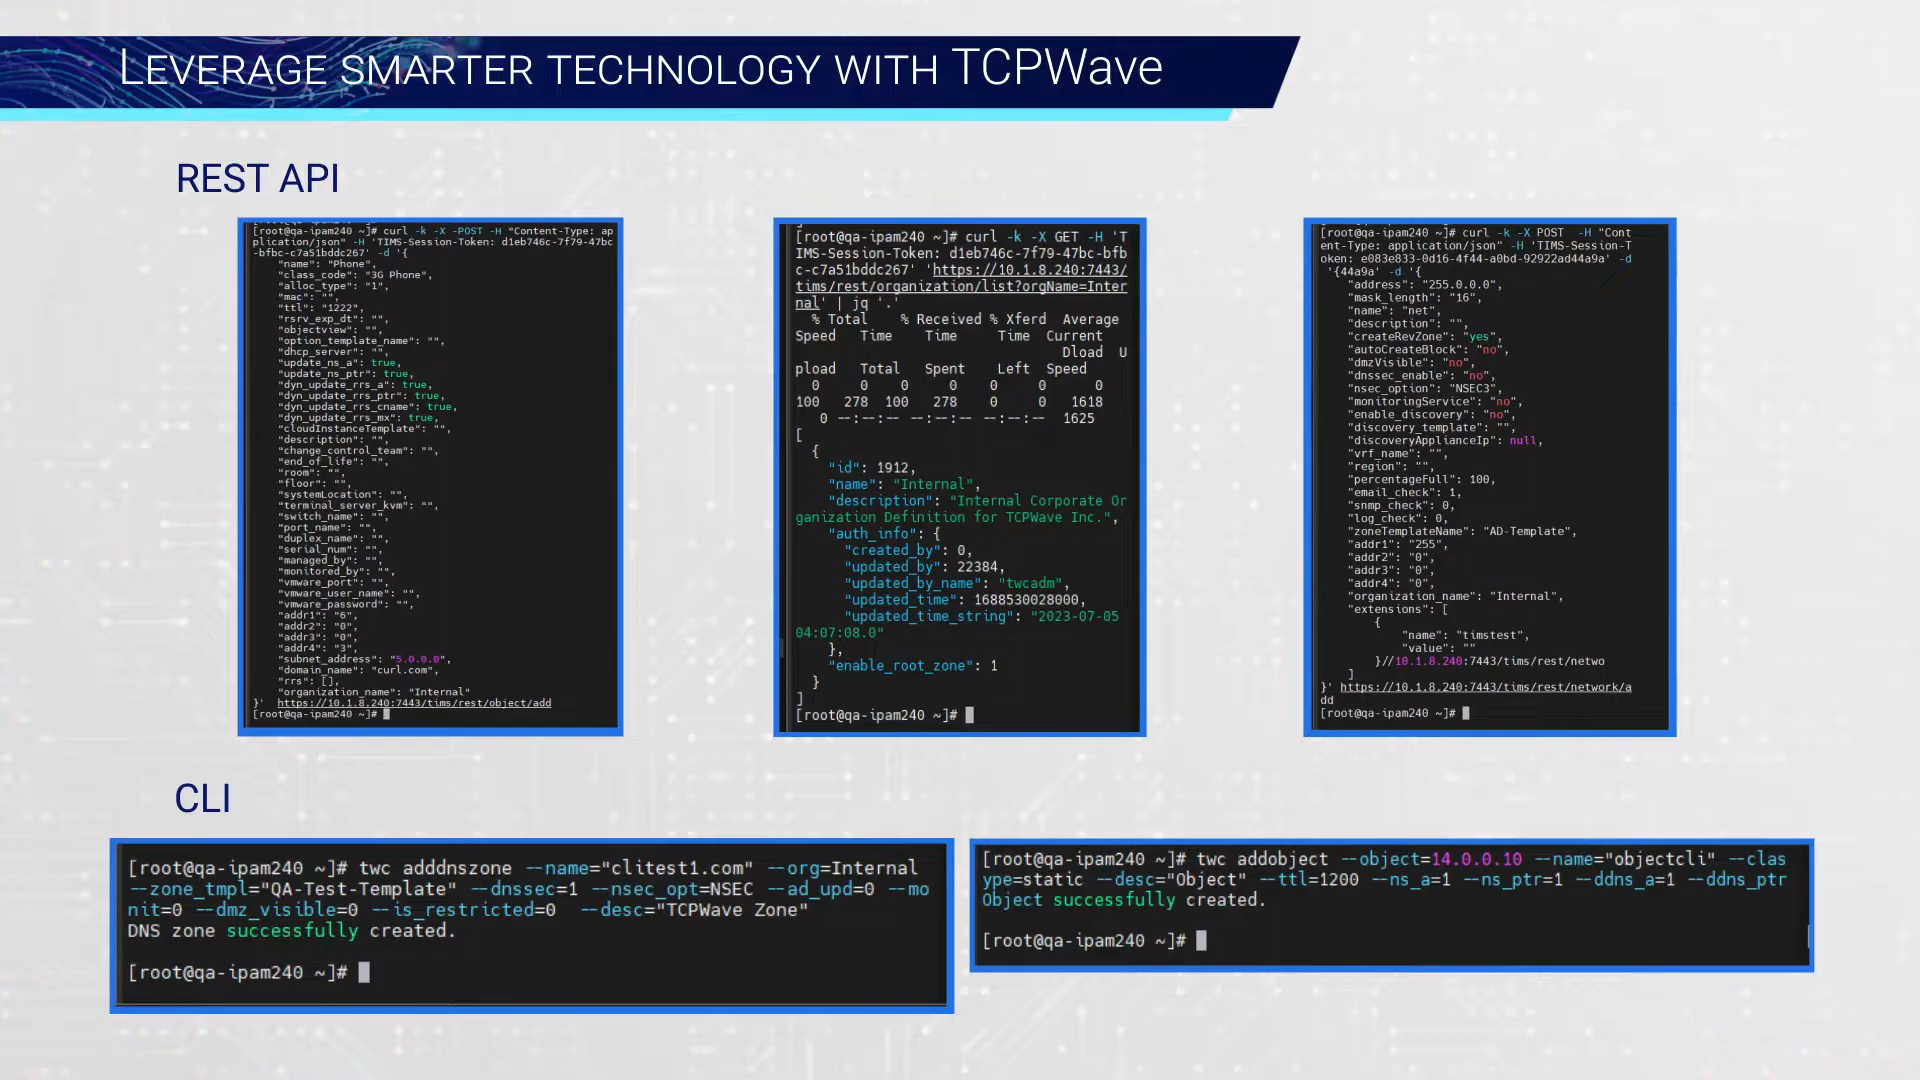 LEVERAGE SMARTER TECHNOLOGY WITH TCPWave
REST API
[root@qa-ipam240 ~]# curl -k -X -POST -H "Content-Type: ap
plication/json" -H 'TIMS-Session-Token: d1eb746c-7f79-47bc
-bfbc-c7a51bddc267' -d '{
"name": "Phone",
"class_code": "3G Phone",
"alloc_type": "1",
"mac": "",
"ttl": "1222",
"rsrv_exp_dt": "",
"objectview": "",
"option_template_name": "",
"dhcp_server": "",
"update_ns_a": true,
"update_ns_ptr": true,
"dyn_update_rrs_a": true,
"dyn_update_rrs_ptr": true,
"dyn_update_rrs_cname": true,
"dyn_update_rrs_mx": true,
"cloudInstanceTemplate": "",
"description": "",
"change_control_team": "",
"end_of_life": "",
"room": "",
"floor": "",
"systemLocation": "",
"terminal_server_kvm": "",
"switch_name": "",
"port_name": "",
"duplex_name": "",
"serial_num": "",
"managed_by": "",
"monitored_by": "",
"vmware_port": "",
"vmware_user_name": "",
"vmware_password": "",
"addr1": "6",
"addr2": "0",
"addr3": "0",
"addr4": "3",
"subnet_address": "5.0.0.0",
"domain_name": "curl.com",
"rrs": [],
"organization_name": "Internal"
}' https://10.1.8.240:7443/tims/rest/object/add
[root@qa-ipam240 ~]#
[root@qa-ipam240 ~]# curl -k -X GET -H 'T
IMS-Session-Token: d1eb746c-7f79-47bc-bfb
c-c7a51bddc267' 'https://10.1.8.240:7443/
tims/rest/organization/list?orgName=Inter
nal' | jq '.'
% Total % Received % Xferd Average
Speed Time Time Time Current
Dload U
pload Total Spent Left Speed
0 0 0 0 0 0 0
100 278 100 278 0 0 1618
0 --:--:-- --:--:-- --:--:-- 1625
[
{
"id": 1912,
"name": "Internal",
"description": "Internal Corporate Or
ganization Definition for TCPWave Inc.",
"auth_info": {
"created_by": 0,
"updated_by": 22384,
"updated_by_name": "twcadm",
"updated_time": 1688530028000,
"updated_time_string": "2023-07-05
04:07:08.0"
},
"enable_root_zone": 1
}
]
[root@qa-ipam240 ~]#
[root@qa-ipam240 ~]# curl -k -X POST -H "Cont
ent-Type: application/json" -H 'TIMS-Session-T
oken: e083e833-0d16-4f44-a0bd-92922ad44a9a' -d
'{44a9a' -d '{
"address": "255.0.0.0",
"mask_length": "16",
"name": "net",
"description": "",
"createRevZone": "yes",
"autoCreateBlock": "no",
"dmzVisible": "no",
"dnssec_enable": "no",
"nsec_option": "NSEC3",
"monitoringService": "no",
"enable_discovery": "no",
"discovery_template": "",
"discoveryApplianceIp": null,
"vrf_name": "",
"region": "",
"percentageFull": 100,
"email_check": 1,
"snmp_check": 0,
"log_check": 0,
"zoneTemplateName": "AD-Template",
"addr1": "255",
"addr2": "0",
"addr3": "0",
"addr4": "0",
"organization_name": "Internal",
"extensions": [
{
"name": "timstest",
"value": ""
}//10.1.8.240:7443/tims/rest/netwo
]
}' https://10.1.8.240:7443/tims/rest/network/a
dd
[root@qa-ipam240 ~]#
CLI
[root@qa-ipam240 ~]# twc adddnszone --name="clitest1.com" --org=Internal
--zone_tmpl="QA-Test-Template" --dnssec=1 --nsec_opt=NSEC --ad_upd=0 --mo
nit=0 --dmz_visible=0 --is_restricted=0 --desc="TCPWave Zone"
DNS zone successfully created.
[root@qa-ipam240 ~]#
[root@qa-ipam240 ~]# twc addobject --object=14.0.0.10 --name="objectcli" --clas
ype=static --desc="Object" --ttl=1200 --ns_a=1 --ns_ptr=1 --ddns_a=1 --ddns_ptr
Object successfully created.
[root@qa-ipam240 ~]#